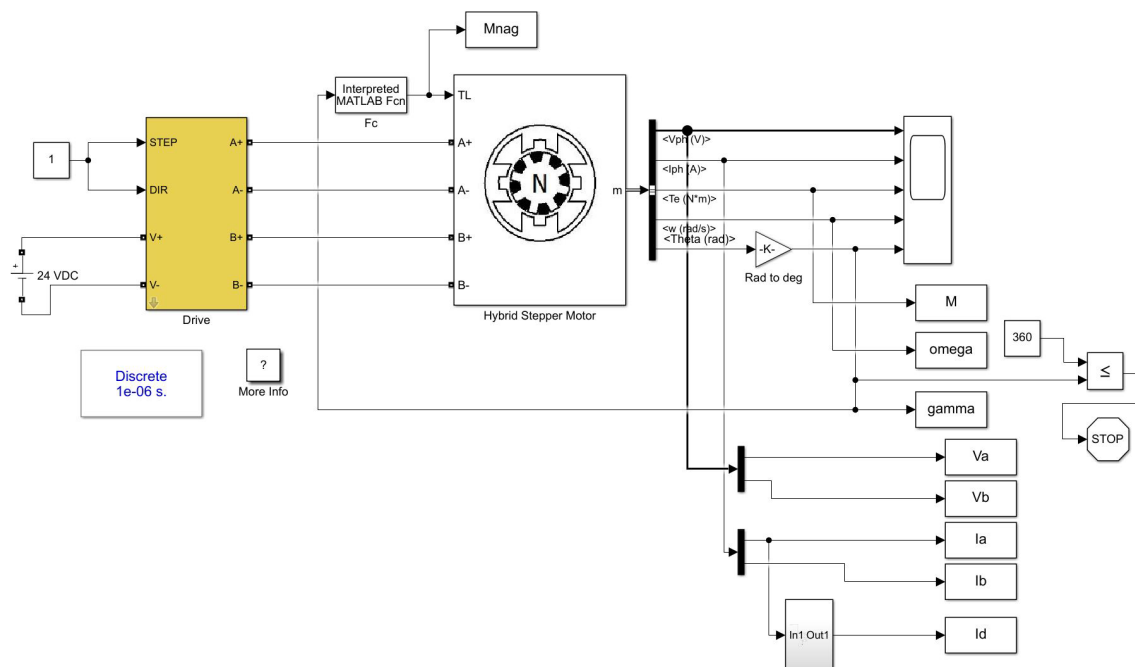 Mnag
Interpreted
MATLAB Fcn
Fc
TL
STEP
A+
A+
<Vph (V)>
1
<Iph (A)>
DIR
A-
A-
N
m
<Te (N*m)>
<w (rad/s)>
V+
B+
B+
<Theta (rad)>
-K-
Rad to deg
+
24 VDC
V-
B-
B-
Drive
Hybrid Stepper Motor
M
360
omega
≤
?
More Info
Discrete
1e-06 s.
gamma
STOP
Va
Vb
Ia
Ib
In1 Out1
Id